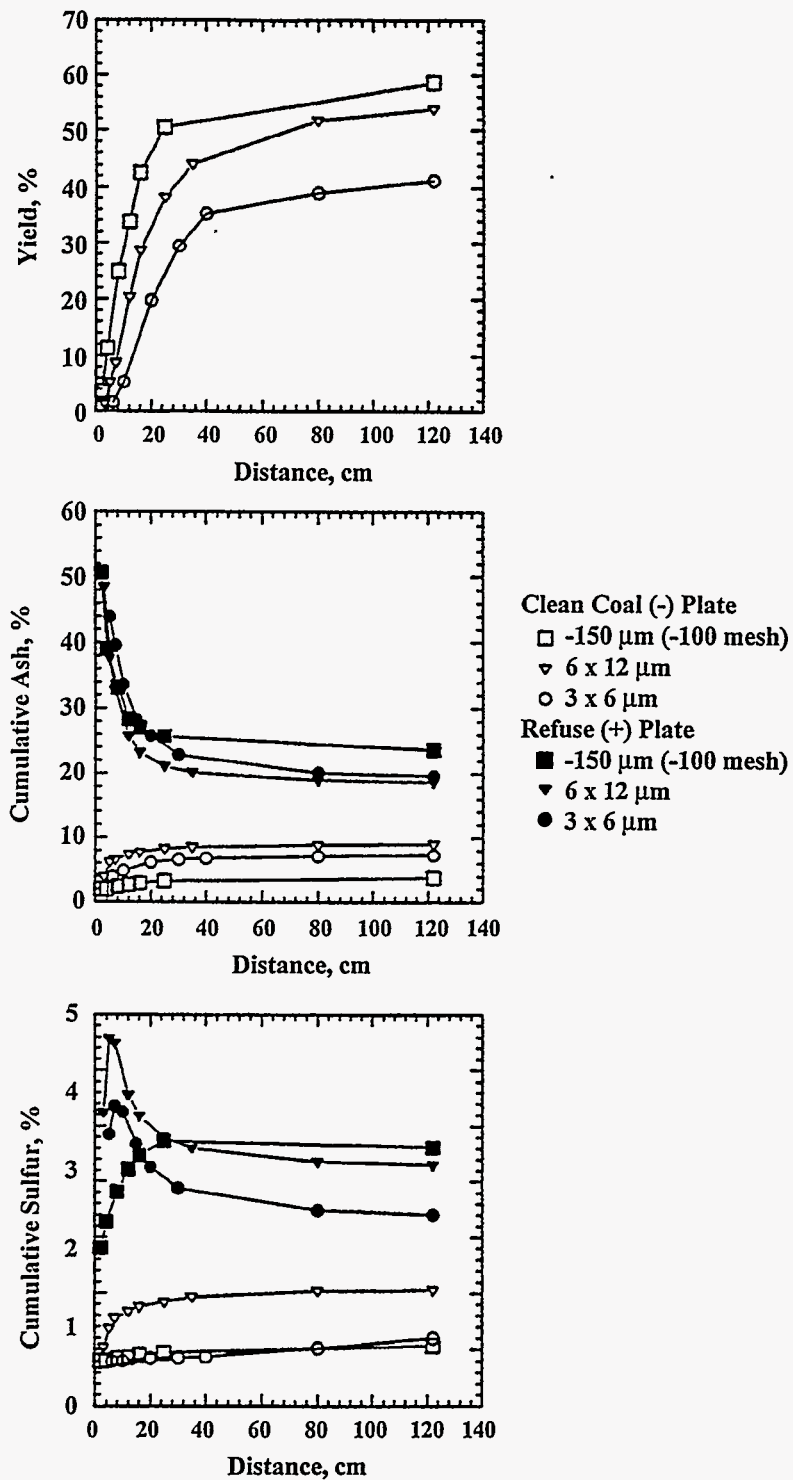 70
60
50
40
30
20
10
0
Yield, %
0 20 40 60 80 100 120 140
Distance, cm
60
50
40
30
20
10
0
Cumulative Ash, %
0 20 40 60 80 100 120 140
Distance, cm
Clean Coal (-) Plate
-150 μm (-100 mesh)
6 x 12 μm
3 x 6 μm
Refuse (+) Plate
-150 μm (-100 mesh)
6 x 12 μm
3 x 6 μm
5
4
3
2
1
0
Cumulative Sulfur, %
0 20 40 60 80 100 120 140
Distance, cm